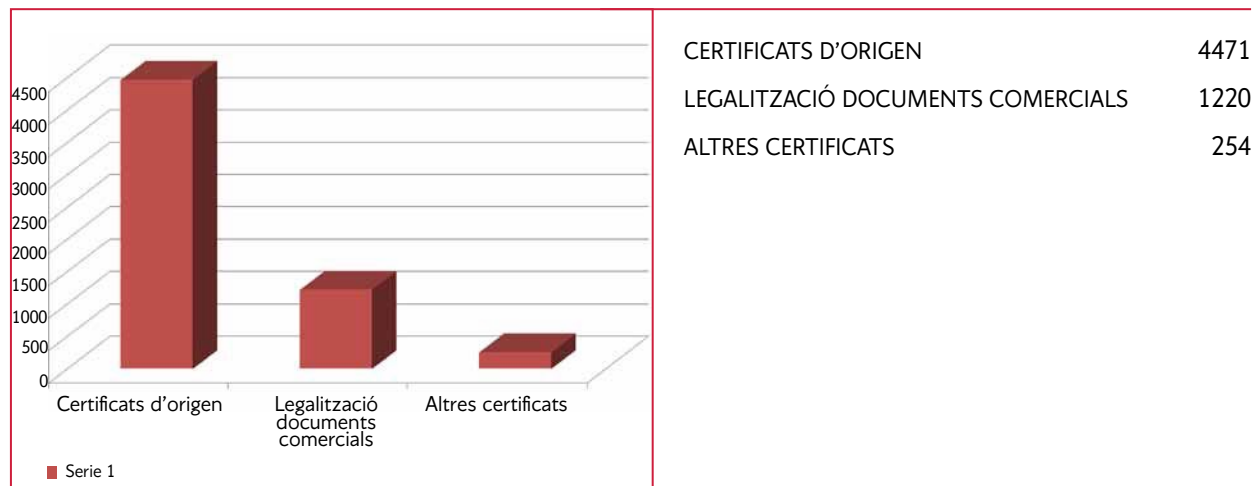 4500
4000
3500
3000
2500
2000
1500
1000
500
0
Certificats d'origen
Legalització
documents
comercials
Altres certificats
Serie 1
CERTIFICATS D'ORIGEN 4471
LEGALITZACIÓ DOCUMENTS COMERCIALS 1220
ALTRES CERTIFICATS 254